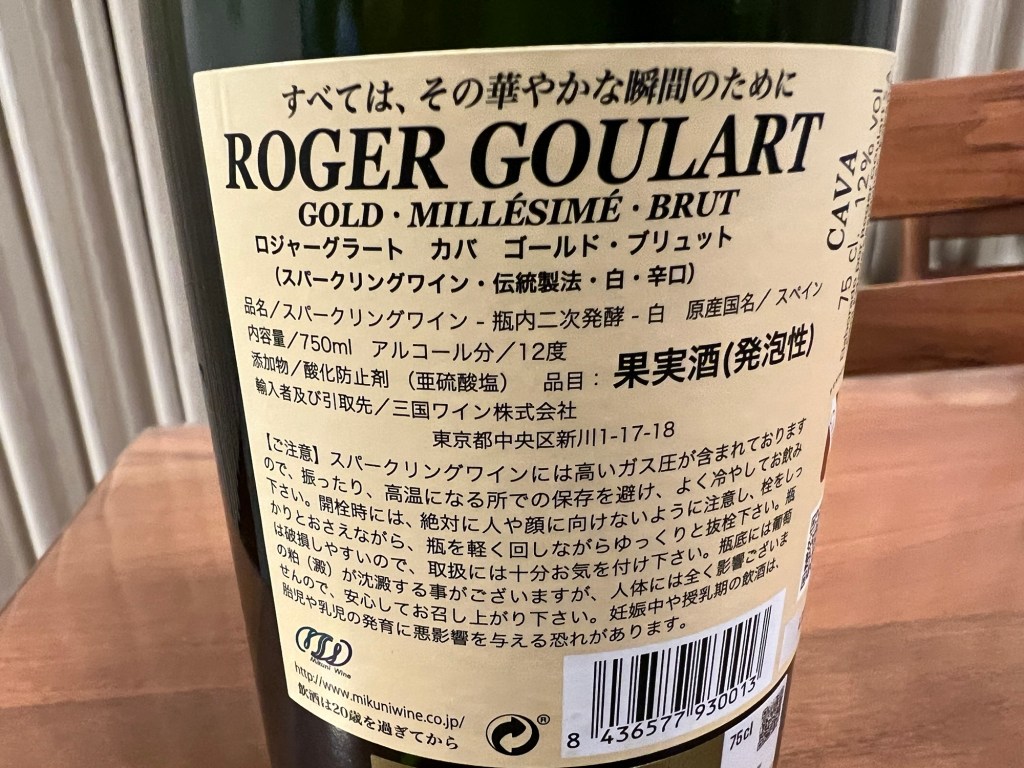 すべては、その華やかな瞬間のために
ROGER GOULART
GOLD · MILLÉSIMÉ · BRUT
ロジャーグラート　カバ　ゴールド・ブリュット
（スパークリングワイン・伝統製法・白・辛口）
品名／スパークリングワイン - 瓶内二次発酵 - 白　原産国名／スペイン
内容量／750ml　アルコール分／12度
添加物／酸化防止剤　（亜硫酸塩）　品目： 果実酒(発泡性)
輸入者及び引取先／三国ワイン株式会社
東京都中央区新川1-17-18
【ご注意】スパークリングワインには高いガス圧が含まれております
ので、振ったり、高温になる所での保存を避け、よく冷やしてお飲み
下さい。開栓時には、絶対に人や顔に向けないように注意し、栓をしっ
かりとおさえながら、瓶を軽く回しながらゆっくりと抜栓下さい。瓶
は破損しやすいので、取扱には十分お気を付け下さい。瓶底には葡萄
の粕（澱）が沈澱する事がございますが、人体には全く影響ございま
せんので、安心してお召し上がり下さい。妊娠中や授乳期の飲酒は、
胎児や乳児の発育に悪影響を与える恐れがあります。
Mikuni Wine
http://www.mikuniwine.co.jp/
飲酒は20歳を過ぎてから
®
8 436577 930013
75cl
CAVA
75 cl 12% vol